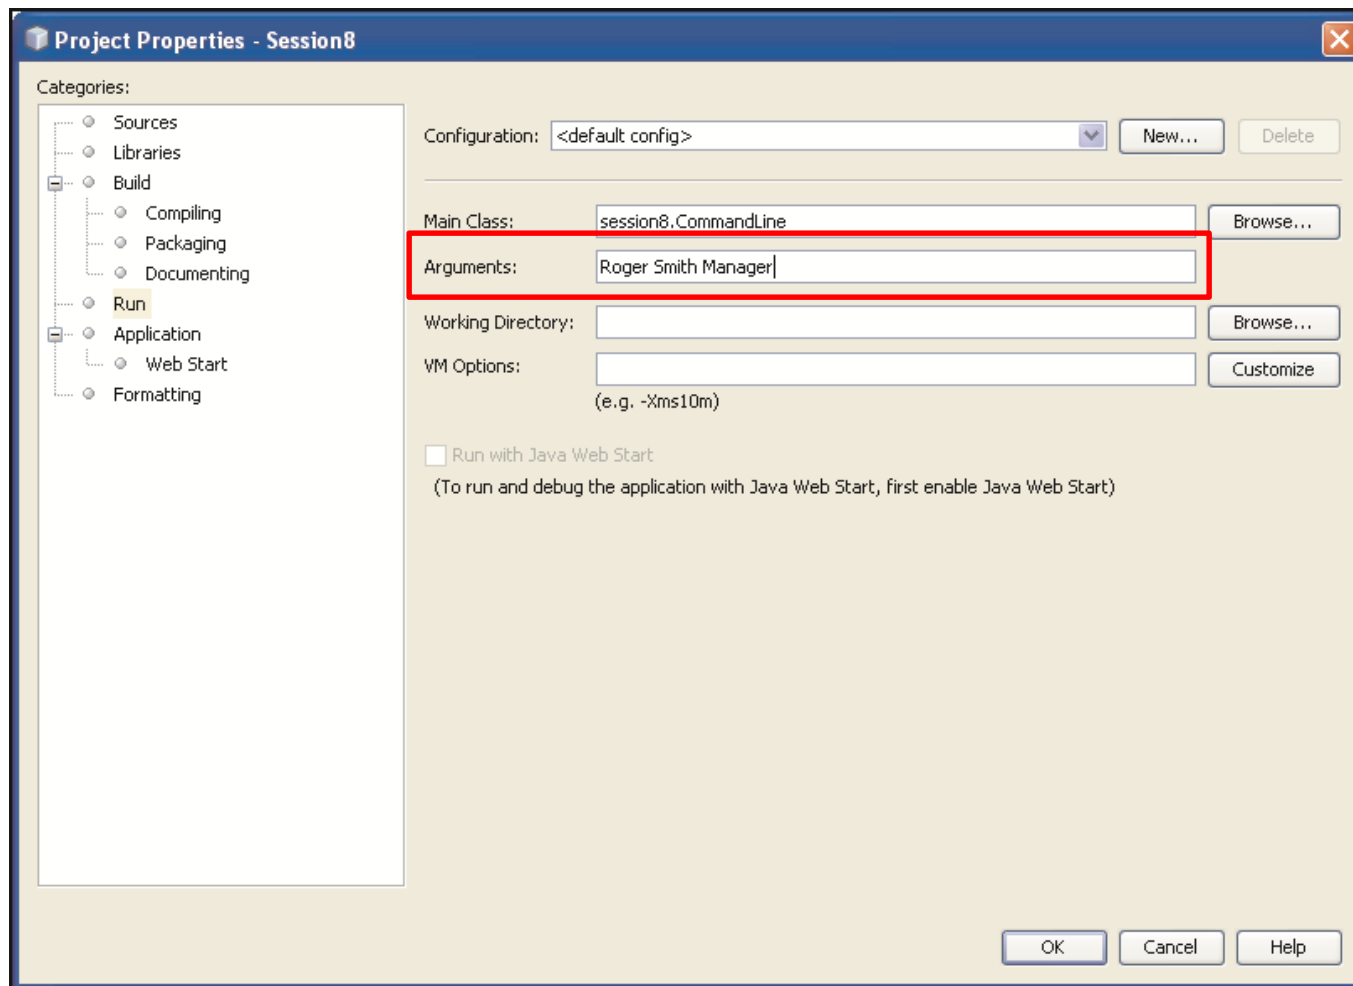 Project Properties - Session8
Categories:
Sources
Libraries
Build
Compiling
Packaging
Documenting
Run
Application
Web Start
Formatting
Configuration: <default config> New... Delete
Main Class: session8.CommandLine Browse...
Arguments: Roger Smith Manager
Working Directory: Browse...
VM Options: Customize
(e.g. -Xms10m)
Run with Java Web Start
(To run and debug the application with Java Web Start, first enable Java Web Start)
OK Cancel Help